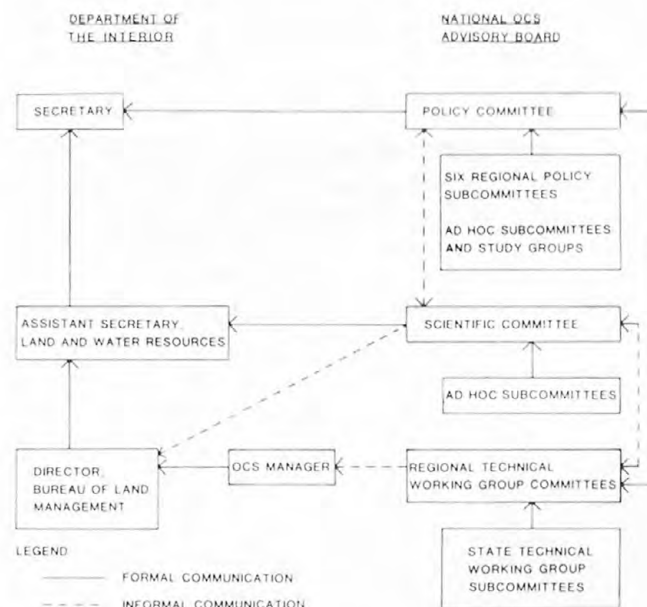 DEPARTMENT OF
THE INTERIOR
NATIONAL OCS
ADVISORY BOARD
SECRETARY
POLICY COMMITTEE
SIX REGIONAL POLICY
SUBCOMMITTEES
AD HOC SUBCOMMITTEES
AND STUDY GROUPS
ASSISTANT SECRETARY,
LAND AND WATER RESOURCES
SCIENTIFIC COMMITTEE
AD HOC SUBCOMMITTEES
DIRECTOR,
BUREAU OF LAND
MANAGEMENT
OCS MANAGER
REGIONAL TECHNICAL
WORKING GROUP COMMITTEES
STATE TECHNICAL
WORKING GROUP
SUBCOMMITTEES
LEGEND
FORMAL COMMUNICATION
INFORMAL COMMUNICATION